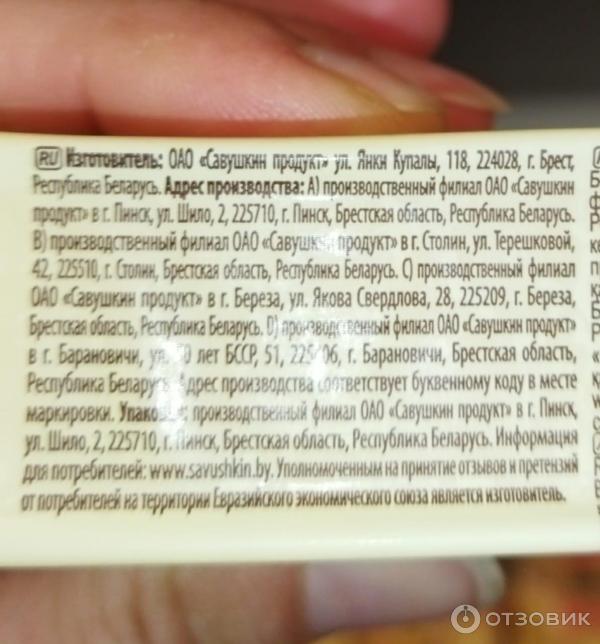 RU Изготовитель: ОАО «Савушкин продукт» ул. Янки Купалы, 118, 224028, г. Брест,
Республика Беларусь. Адрес производства: А) производственный филиал ОАО «Савушкин
продукт» в г. Пинск, ул. Шило, 2, 225710, г. Пинск, Брестская область, Республика Беларусь.
В) производственный филиал ОАО «Савушкин продукт» в г. Столин, ул. Терешковой,
42, 225510, г. Столин, Брестская область, Республика Беларусь. С) производственный филиал
ОАО «Савушкин продукт» в г. Береза, ул. Якова Свердлова, 28, 225209, г. Береза,
Брестская область, Республика Беларусь. D) производственный филиал ОАО «Савушкин продукт»
в г. Барановичи, лет БССР, 51, г. Барановичи, Брестская область,
Республика Беларусь. Адрес производства соответствует буквенному коду в месте
маркировки. производственный филиал ОАО «Савушкин продукт» в г. Пинск,
ул. Шило, 2, 225710, г. Пинск, Брестская область, Республика Беларусь. Информация
для потребителей: www.savushkin.by. Уполномоченным на принятие отзывов и претензий
от потребителей на территории Евразийского экономического союза является изготовитель.
ОТЗОВИК